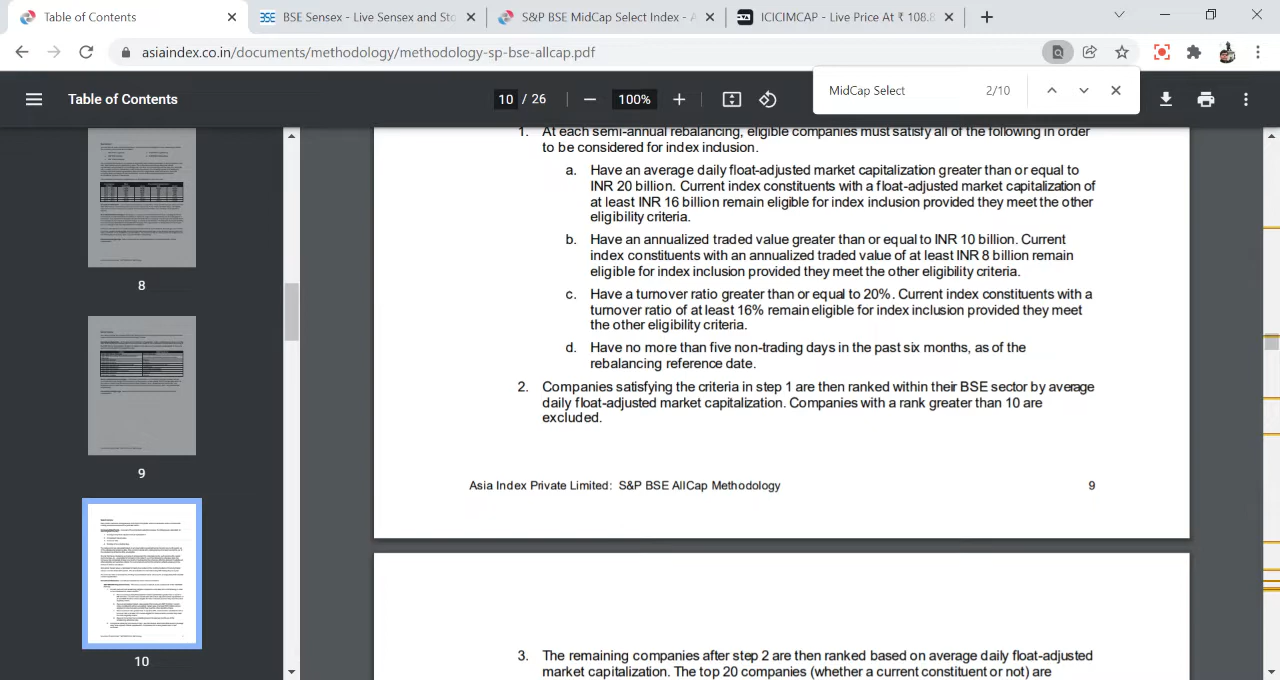 Table of Contents
BSE Sensex - Live Sensex and Sto
S&P BSE MidCap Select Index - A
ICICIMCAP - Live Price At ₹ 108.8
asiaindex.co.in/documents/methodology/methodology-sp-bse-allcap.pdf
Table of Contents
10 / 26
100%
MidCap Select
2/10
8
9
10
1. At each semi-annual rebalancing, eligible companies must satisfy all of the following in order
to be considered for index inclusion.
a. Have an average daily float-adjusted market capitalization greater than or equal to
INR 20 billion. Current index constituents with a float-adjusted market capitalization of
at least INR 16 billion remain eligible for index inclusion provided they meet the other
eligibility criteria.
b. Have an annualized traded value greater than or equal to INR 10 billion. Current
index constituents with an annualized traded value of at least INR 8 billion remain
eligible for index inclusion provided they meet the other eligibility criteria.
c. Have a turnover ratio greater than or equal to 20%. Current index constituents with a
turnover ratio of at least 16% remain eligible for index inclusion provided they meet
the other eligibility criteria.
d. Have no more than five non-trading days in the past six months, as of the
rebalancing reference date.
2. Companies satisfying the criteria in step 1 are then ranked within their BSE sector by average
daily float-adjusted market capitalization. Companies with a rank greater than 10 are
excluded.
Asia Index Private Limited: S&P BSE AllCap Methodology 9
3. The remaining companies after step 2 are then ranked based on average daily float-adjusted
market capitalization. The top 20 companies (whether a current constituent or not) are